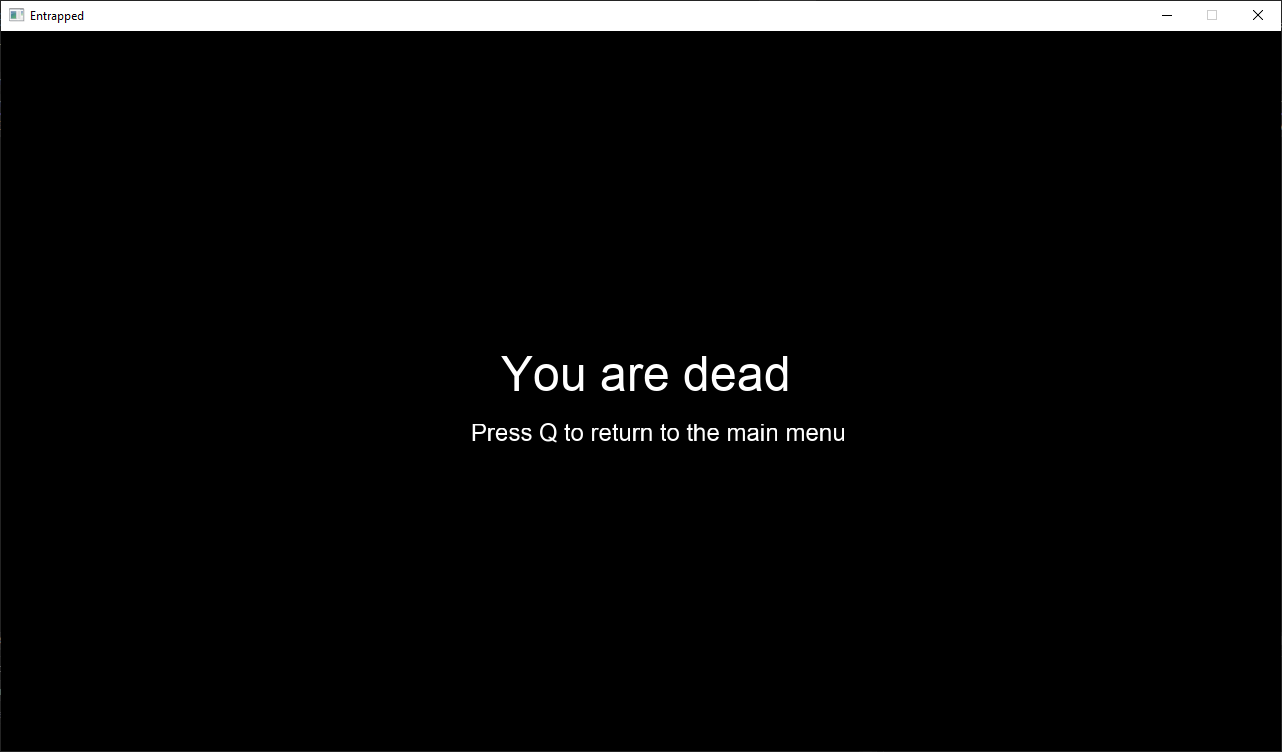 Entrapped
You are dead
Press Q to return to the main menu